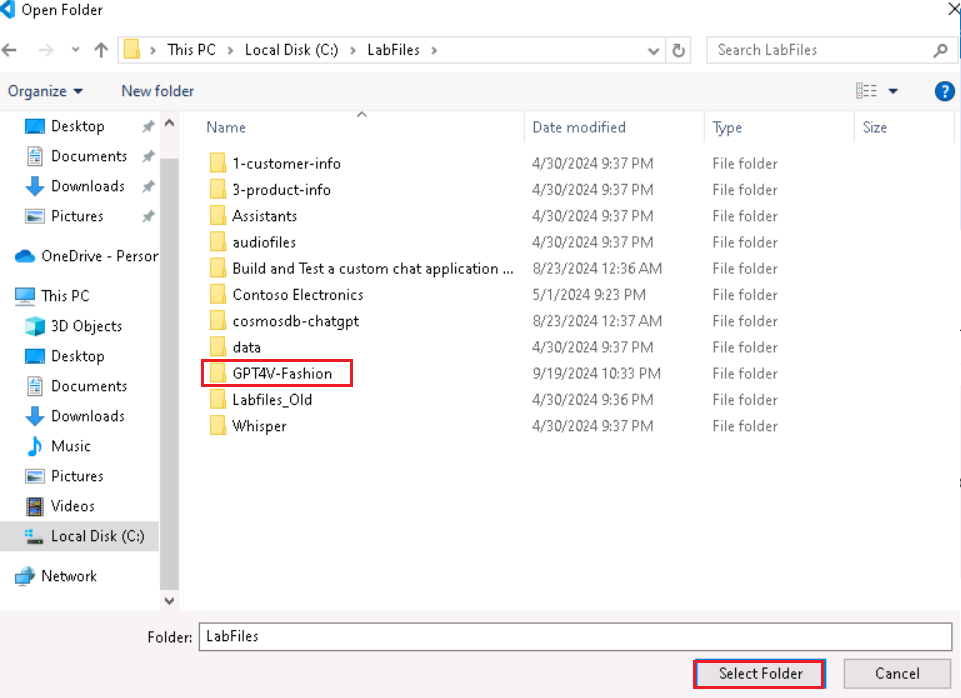 Open Folder
This PC > Local Disk (C:) > LabFiles >
Search LabFiles
Organize
New folder
?
Desktop
Documents
Downloads
Pictures
OneDrive - Person
This PC
3D Objects
Desktop
Documents
Downloads
Music
Pictures
Videos
Local Disk (C:)
Network
Name Date modified Type Size
1-customer-info 4/30/2024 9:37 PM File folder
3-product-info 4/30/2024 9:37 PM File folder
Assistants 4/30/2024 9:37 PM File folder
audiofiles 4/30/2024 9:37 PM File folder
Build and Test a custom chat application ... 8/23/2024 12:36 AM File folder
Contoso Electronics 5/1/2024 9:23 PM File folder
cosmosdb-chatgpt 8/23/2024 12:37 AM File folder
data 4/30/2024 9:37 PM File folder
GPT4V-Fashion 9/19/2024 10:33 PM File folder
Labfiles_Old 4/30/2024 9:36 PM File folder
Whisper 4/30/2024 9:37 PM File folder
Folder: LabFiles
Select Folder
Cancel